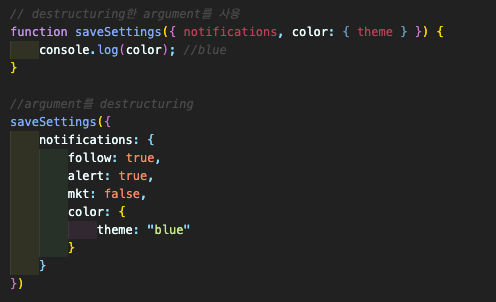 // destructuring한 argument를 사용
function saveSettings({ notifications, color: { theme } }) {
    console.log(color); //blue
}

//argument를 destructuring
saveSettings({
    notifications: {
        follow: true,
        alert: true,
        mkt: false,
        color: {
            theme: "blue"
        }
    }
})